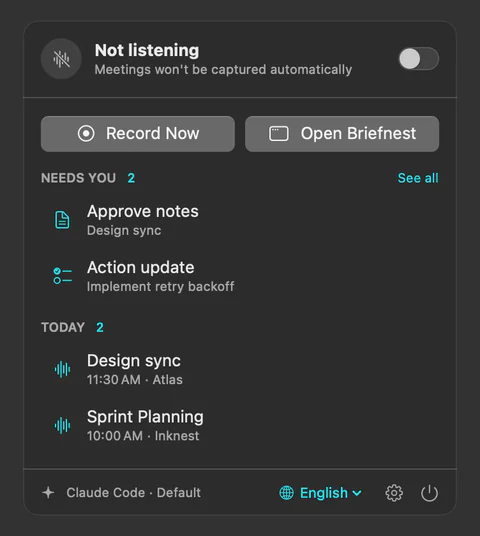 Not listening
Meetings won't be captured automatically
Record Now
Open Briefnest
NEEDS YOU 2
See all
Approve notes
Design sync
Action update
Implement retry backoff
TODAY 2
Design sync
11:30 AM · Atlas
Sprint Planning
10:00 AM · Inknest
Claude Code · Default
English